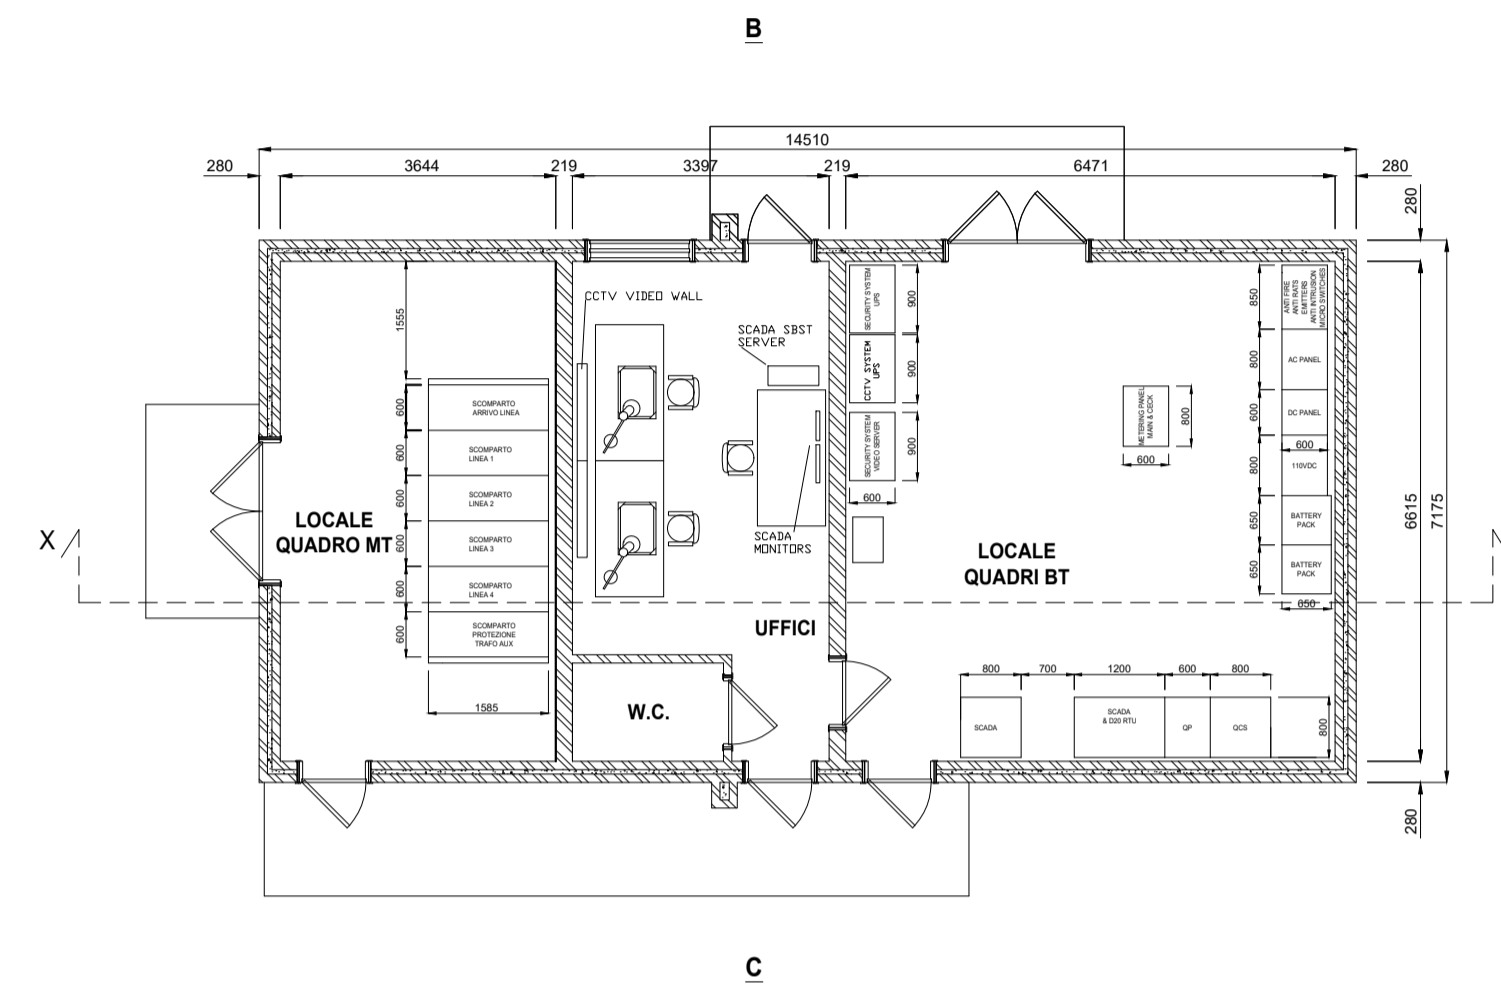 B
14510
280
3644
219
3397
219
6471
280
280
CCTV VIDEO WALL
SCADA SBST
SERVER
1555
SECURITY SYSTEM
UPS
900
CCTV SYSTEM
UPS
900
SECURITY SYSTEM
VIDEO SERVER
900
600
METERING PANEL
MAIN & CECK
800
600
850
ANTI FIRE
ANTI RATS
EMITTERS
ANTI INTRUSION
MICRO SWITCHES
800
AC PANEL
600
DC PANEL
600
800
110VDC
650
BATTERY
PACK
650
BATTERY
PACK
650
6615
7175
600
SCOMPARTO
ARRIVO LINEA
600
SCOMPARTO
LINEA 1
600
SCOMPARTO
LINEA 2
600
SCOMPARTO
LINEA 3
600
SCOMPARTO
LINEA 4
600
SCOMPARTO
PROTEZIONE
TRAFO AUX
1585
X
LOCALE
QUADRO MT
SCADA
MONITORS
LOCALE
QUADRI BT
UFFICI
W.C.
800
700
1200
600
800
SCADA
SCADA
& D20 RTU
QP
QCS
800
280
C